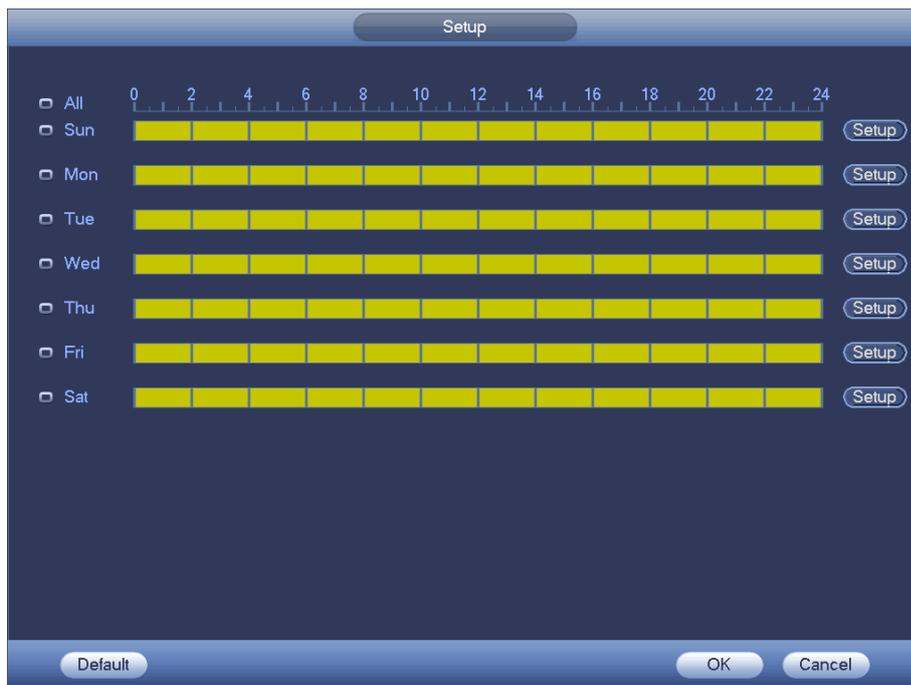 Setup
0 2 4 6 8 10 12 14 16 18 20 22 24
All
Sun Setup
Mon Setup
Tue Setup
Wed Setup
Thu Setup
Fri Setup
Sat Setup
Default OK Cancel